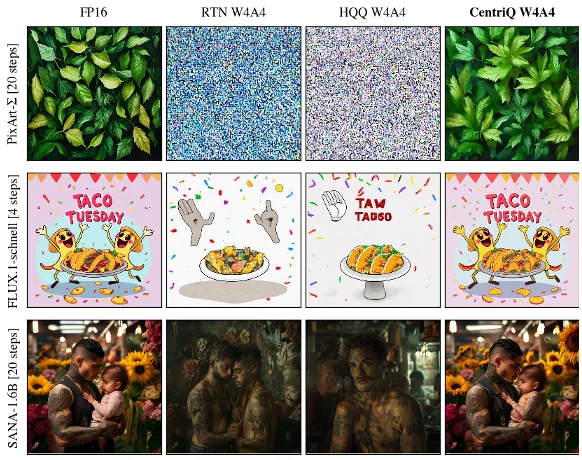 FP16
RTN W4A4
HQQ W4A4
CentriQ W4A4
PixArt-Σ [20 steps]
FLUX.1-schnell [4 steps]
TACO
TUESDAY
TAW
TAOSO
TACO
TUESDAY
SANA-1.6B [20 steps]